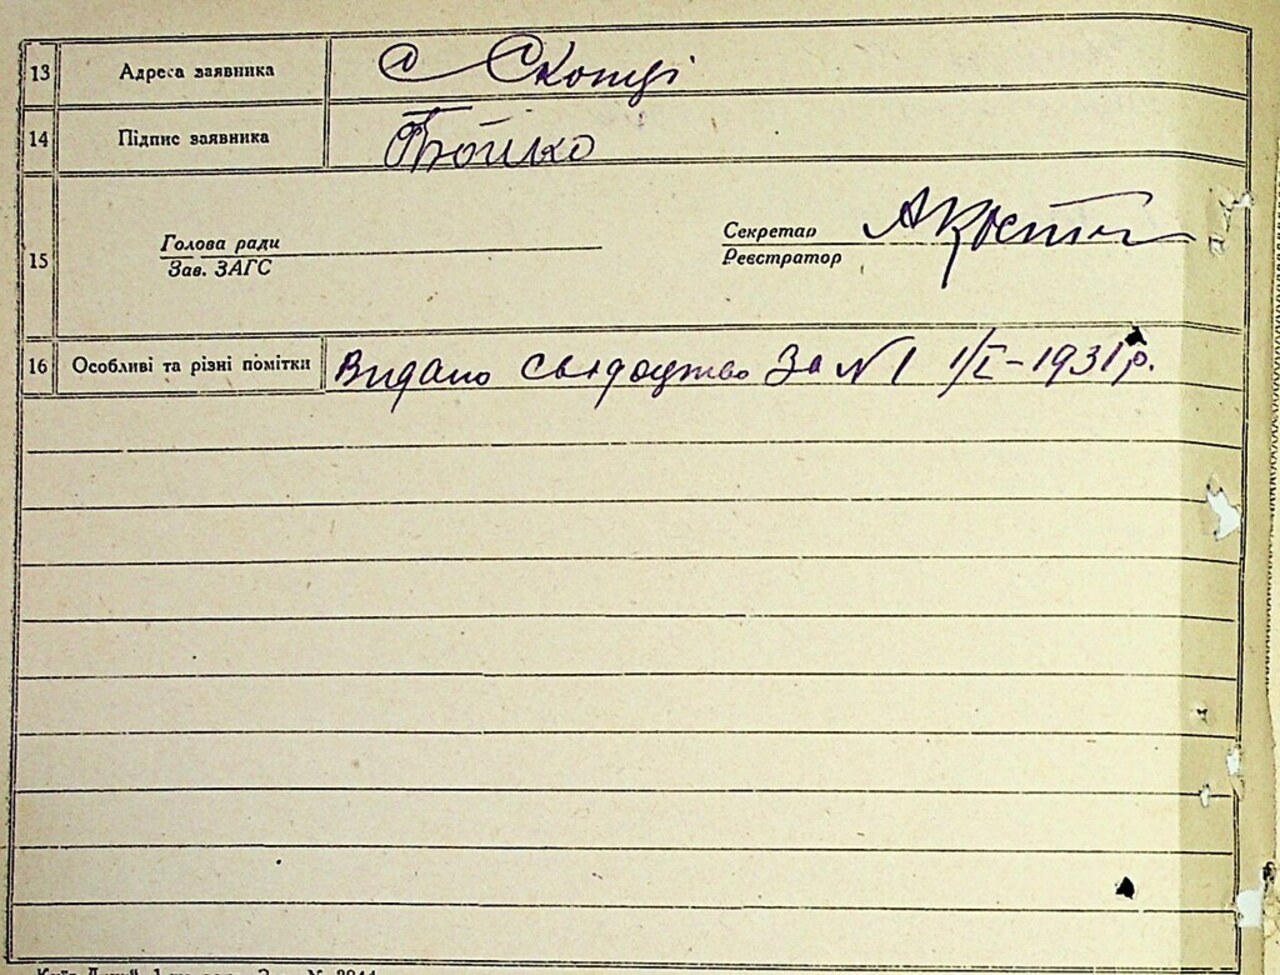 13 Адреса заявника с Скопці
14 Підпис заявника Бойко
15 Голова ради
Зав. ЗАГС
Секретар
Реєстратор
16 Особливі та різні помітки Видано свідоцтво За № 1 1/I - 1931 р.